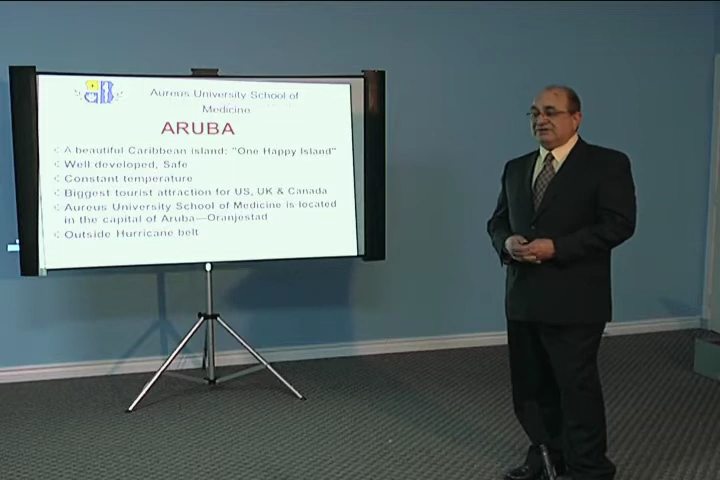 Aureus University School of
Medicine
ARUBA
A beautiful Caribbean island: "One Happy Island"
Well developed, Safe
Constant temperature
Biggest tourist attraction for US, UK & Canada
Aureus University School of Medicine is located
in the capital of Aruba—Oranjestad
Outside Hurricane belt